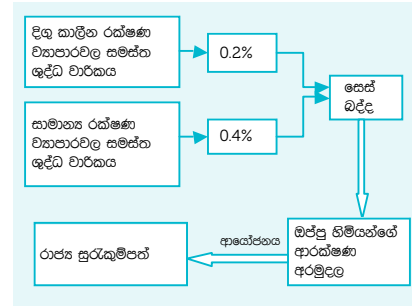 දිගු කාලීන රක්ෂණ
ව්‍යාපාරවල සමස්ත
ශුද්ධ වාරිකය
0.2%
සෙස්
බද්ද
සාමාන්‍ය රක්ෂණ
ව්‍යාපාරවල සමස්ත
ශුද්ධ වාරිකය
0.4%
ඔප්පු හිමියන්ගේ
ආරක්ෂණ
අරමුදල
ආයෝජනය
රාජ්‍ය සුරැකුම්පත්